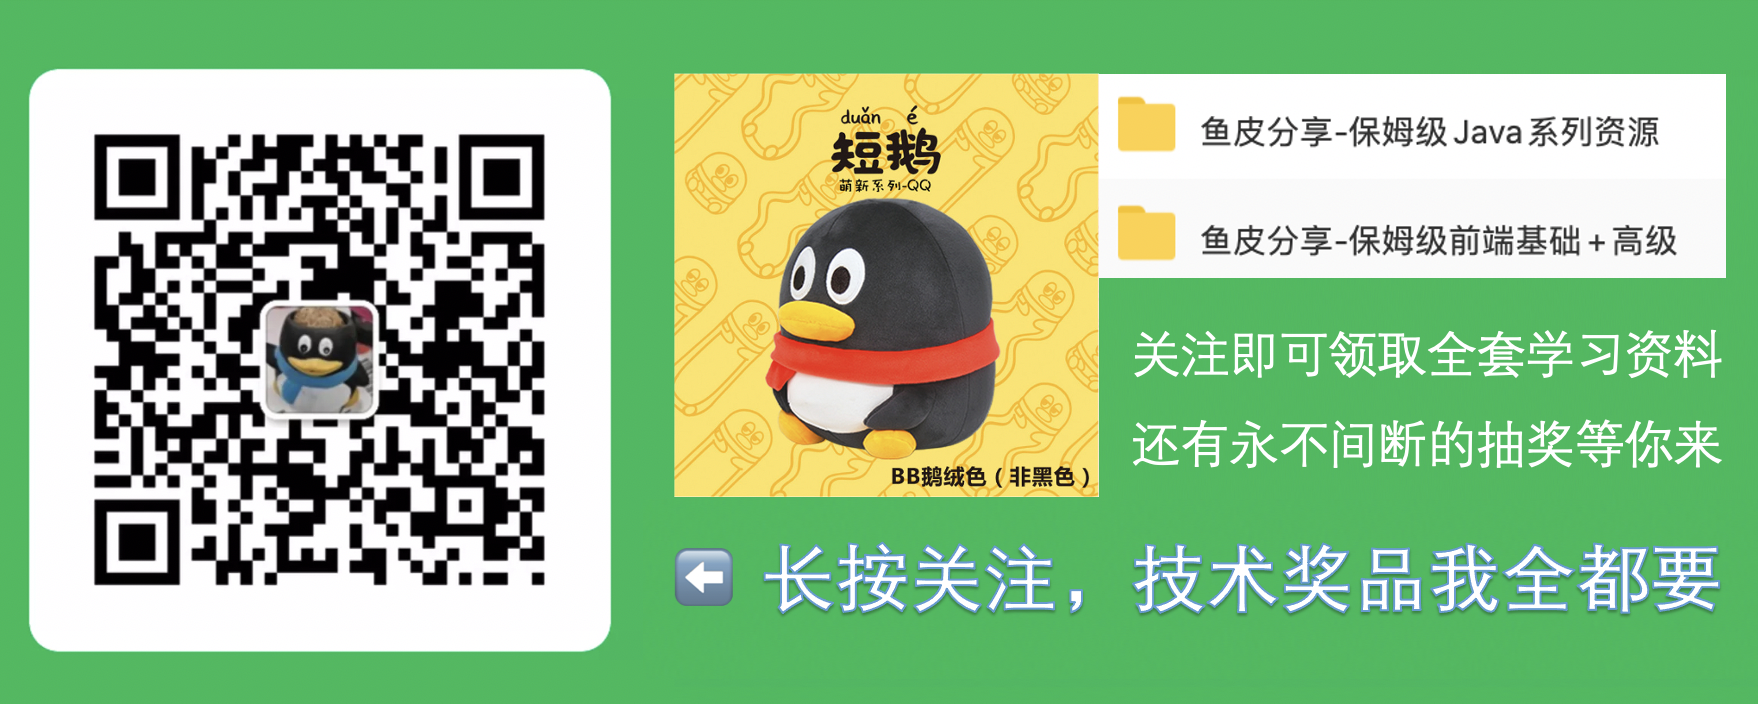 duǎn é
短鹅
萌新系列-QQ
BB鹅绒色（非黑色）
鱼皮分享-保姆级Java系列资源
鱼皮分享-保姆级前端基础+高级
关注即可领取全套学习资料
还有永不间断的抽奖等你来
长按关注，技术奖品我全都要